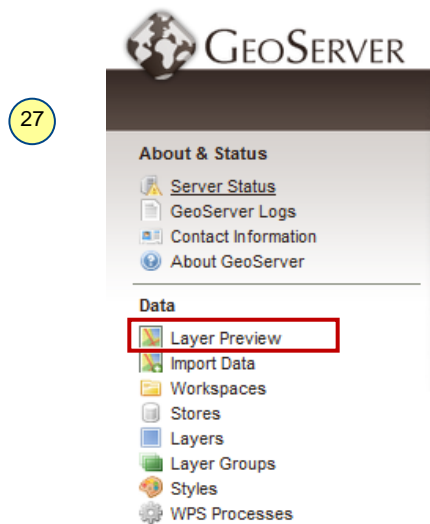 GEOSERVER
27
About & Status
Server Status
GeoServer Logs
Contact Information
About GeoServer
Data
Layer Preview
Import Data
Workspaces
Stores
Layers
Layer Groups
Styles
WPS Processes